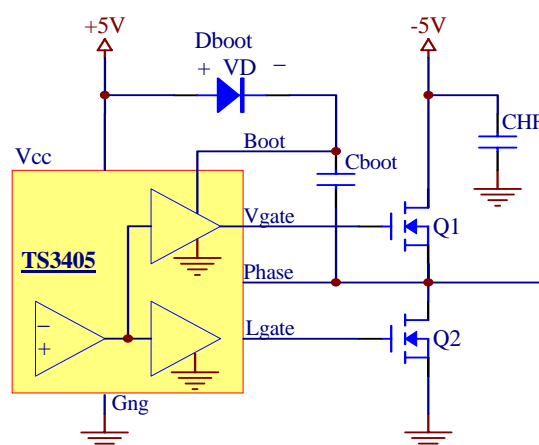 +5V
-5V
Dboot
+ VD −
Boot
CHF
Vcc
Cboot
Vgate
Q1
TS3405
Phase
−
+
Lgate
Q2
Gng